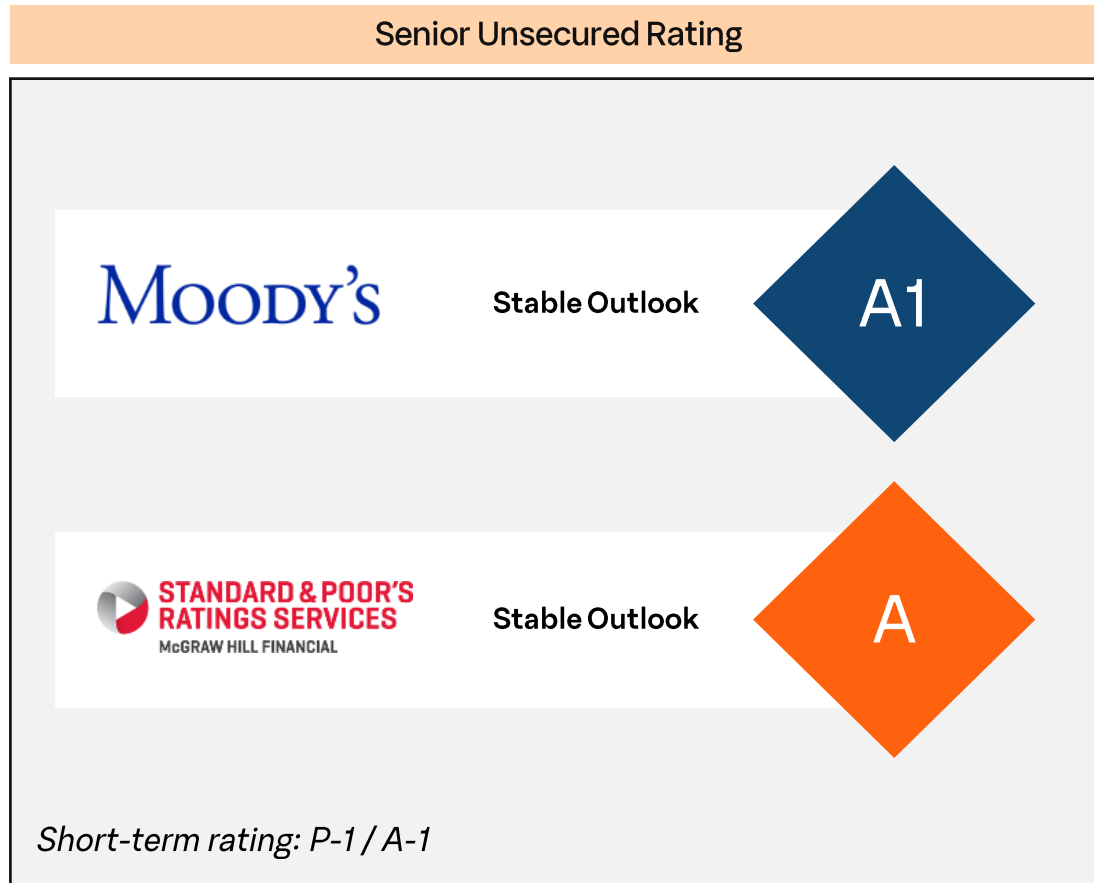 Senior Unsecured Rating
MOODY'S
Stable Outlook
A1
STANDARD & POOR'S
RATINGS SERVICES
McGRAW HILL FINANCIAL
Stable Outlook
A
Short-term rating: P-1 / A-1